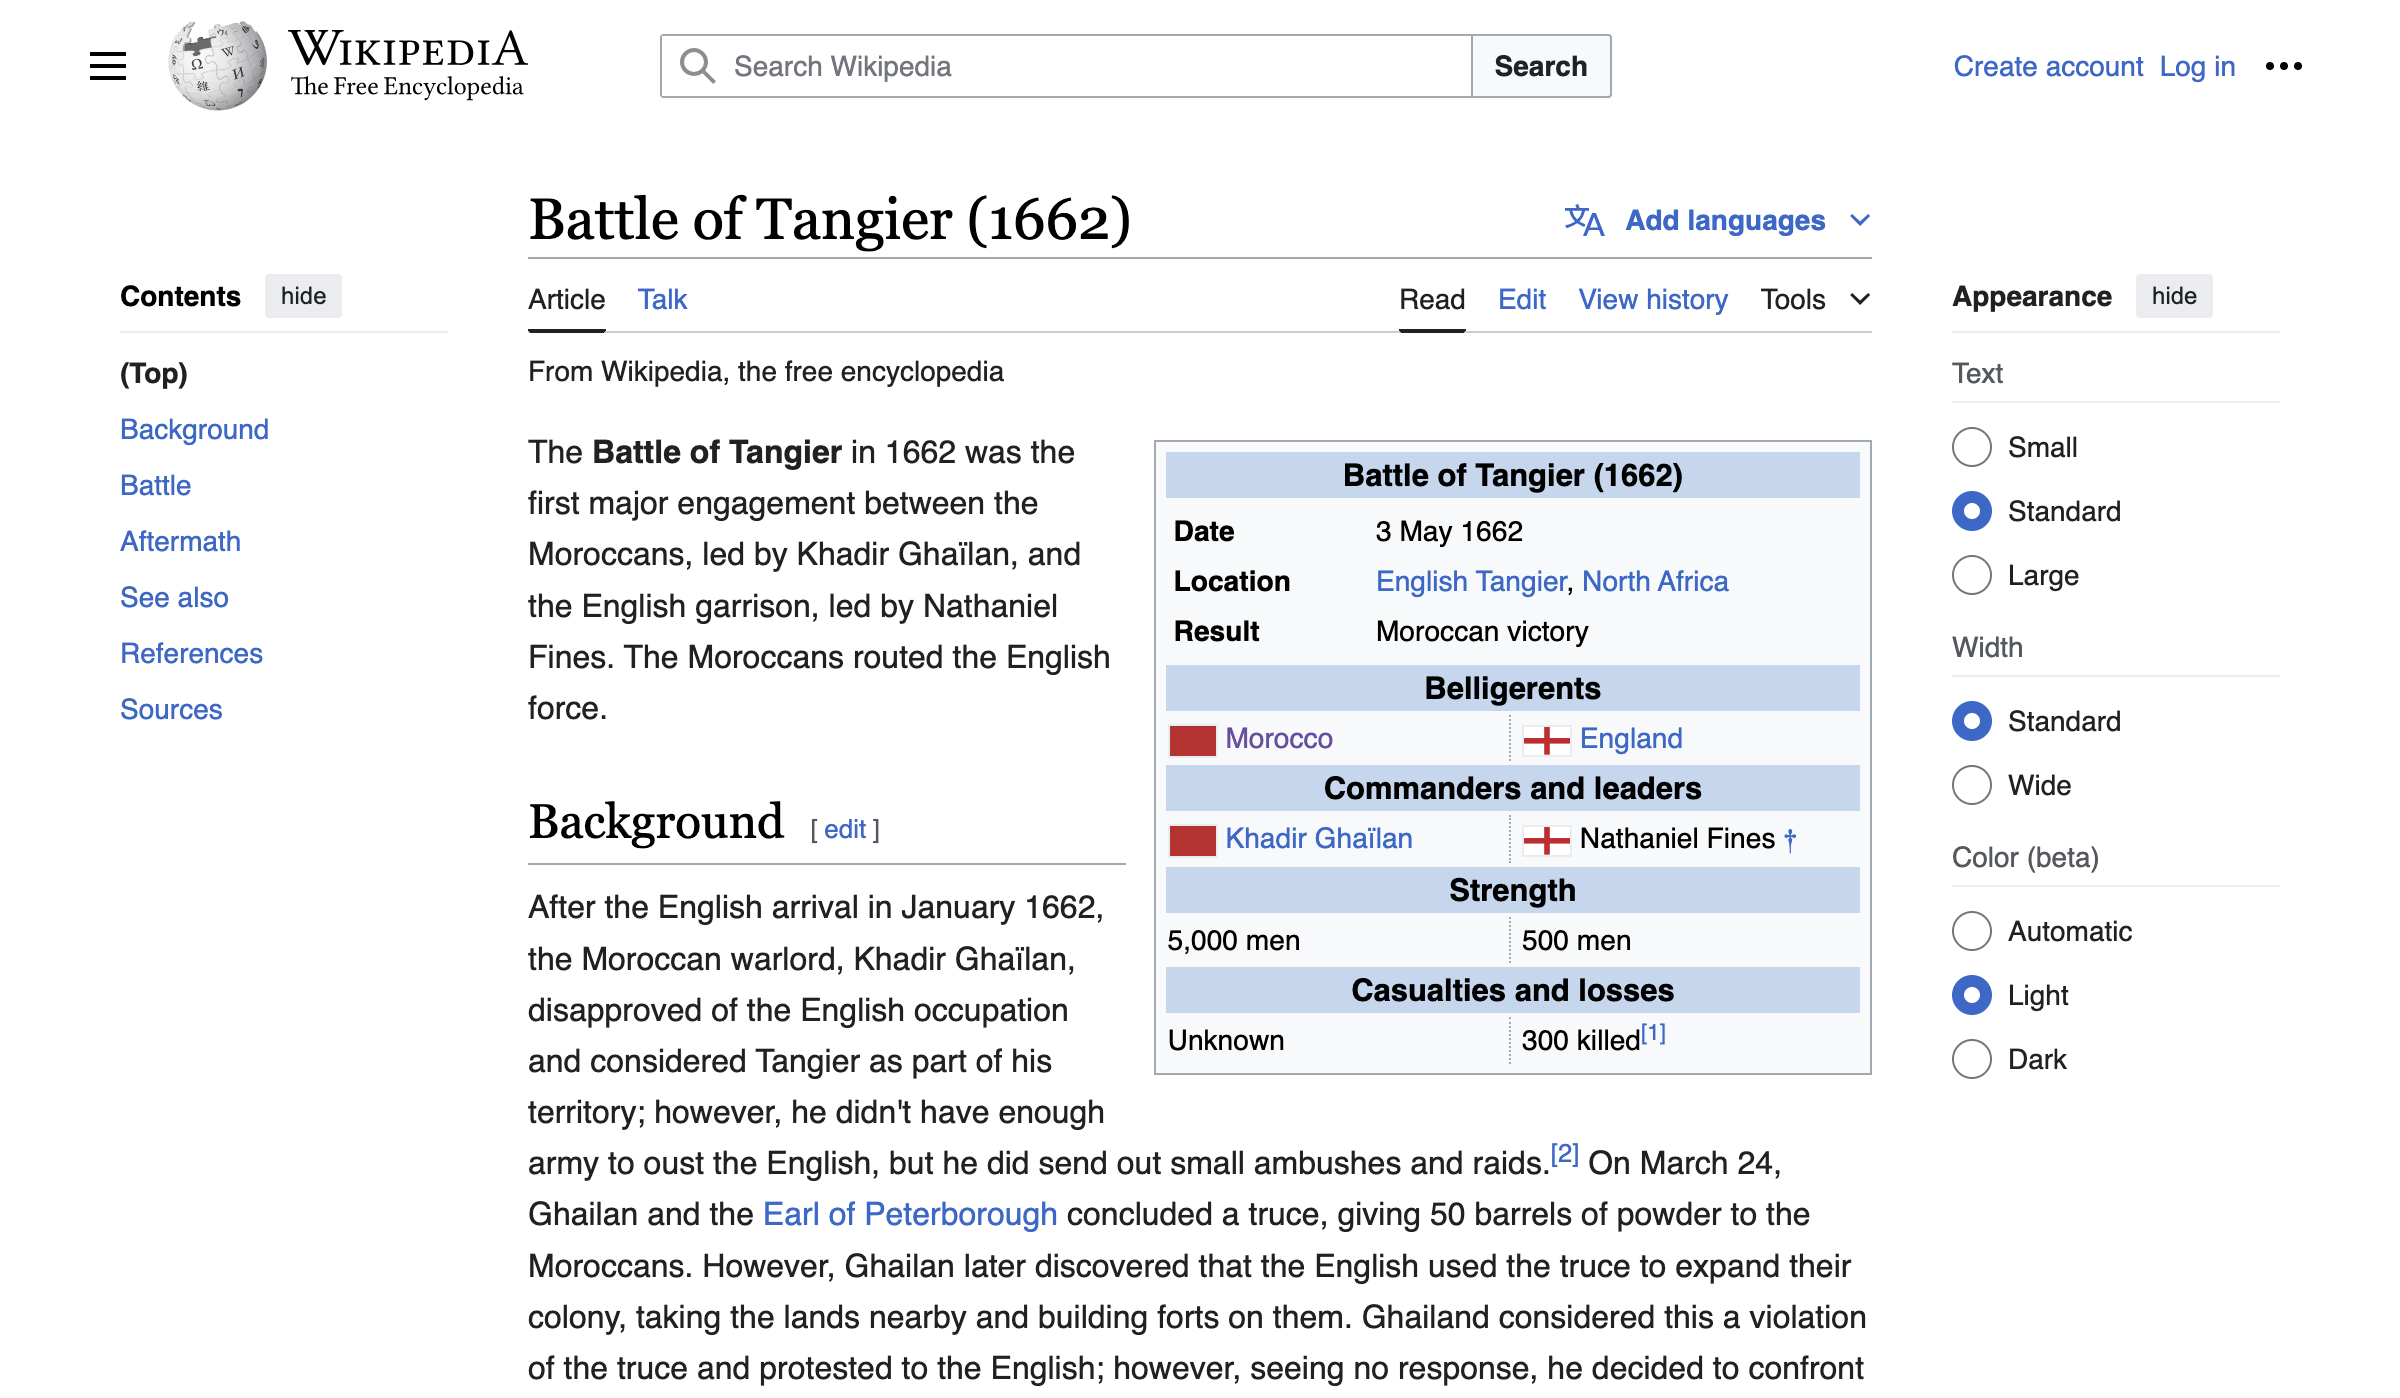 WIKIPEDIA
The Free Encyclopedia
Search Wikipedia
Search
Create account Log in
Battle of Tangier (1662)
Add languages
Contents hide
(Top)
Background
Battle
Aftermath
See also
References
Sources
Article Talk
Read Edit View history Tools
From Wikipedia, the free encyclopedia
The Battle of Tangier in 1662 was the
first major engagement between the
Moroccans, led by Khadir Ghaïlan, and
the English garrison, led by Nathaniel
Fines. The Moroccans routed the English
force.
Battle of Tangier (1662)
Date 3 May 1662
Location English Tangier, North Africa
Result Moroccan victory
Belligerents
Morocco England
Commanders and leaders
Khadir Ghaïlan Nathaniel Fines †
Strength
5,000 men 500 men
Casualties and losses
Unknown 300 killed[1]
Background [ edit ]
After the English arrival in January 1662,
the Moroccan warlord, Khadir Ghaïlan,
disapproved of the English occupation
and considered Tangier as part of his
territory; however, he didn't have enough
army to oust the English, but he did send out small ambushes and raids.[2] On March 24,
Ghailan and the Earl of Peterborough concluded a truce, giving 50 barrels of powder to the
Moroccans. However, Ghailan later discovered that the English used the truce to expand their
colony, taking the lands nearby and building forts on them. Ghailand considered this a violation
of the truce and protested to the English; however, seeing no response, he decided to confront
Appearance hide
Text
Small
Standard
Large
Width
Standard
Wide
Color (beta)
Automatic
Light
Dark